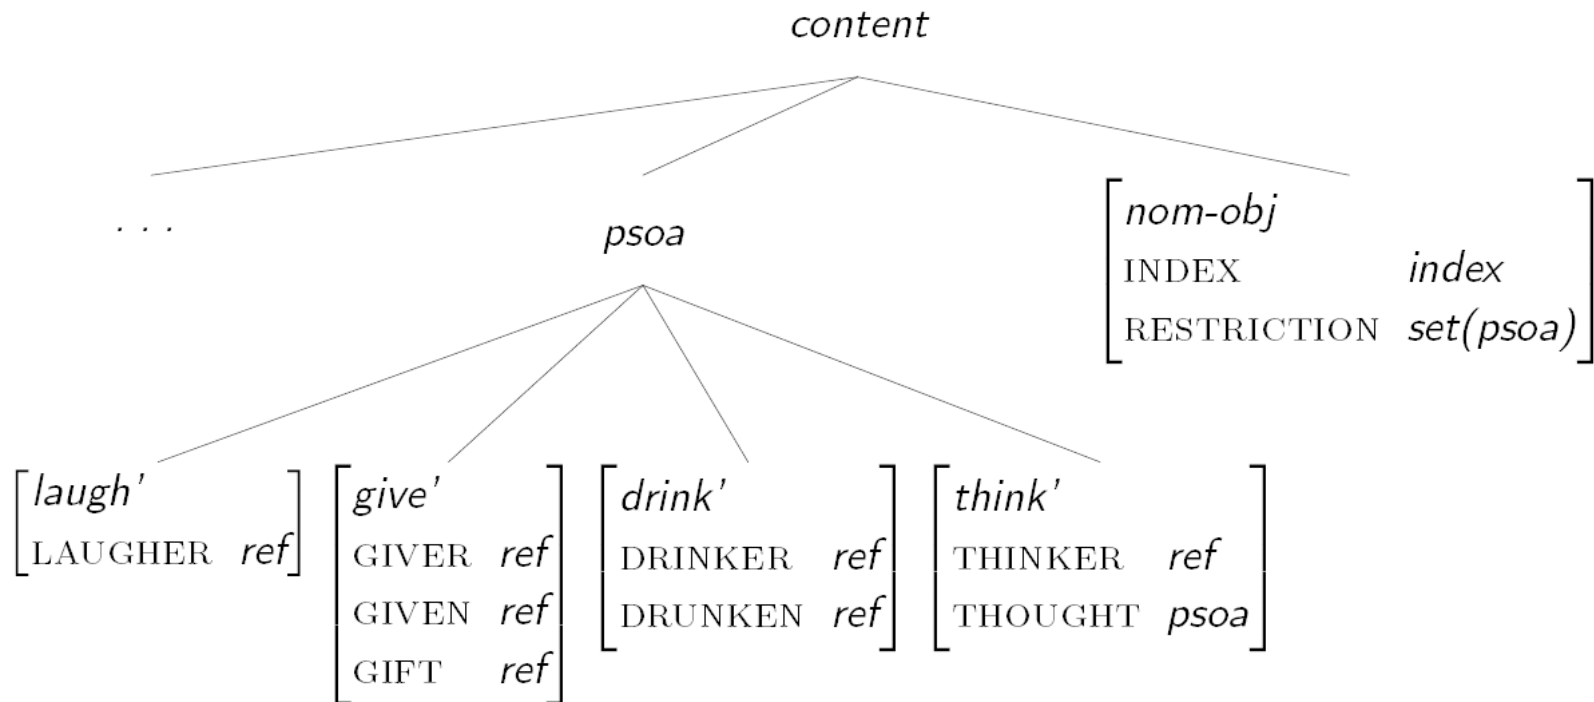 content
. . .
psoa
nom-obj
INDEX index
RESTRICTION set(psoa)
laugh'
LAUGHER ref
give'
GIVER ref
GIVEN ref
GIFT ref
drink'
DRINKER ref
DRUNKEN ref
think'
THINKER ref
THOUGHT psoa